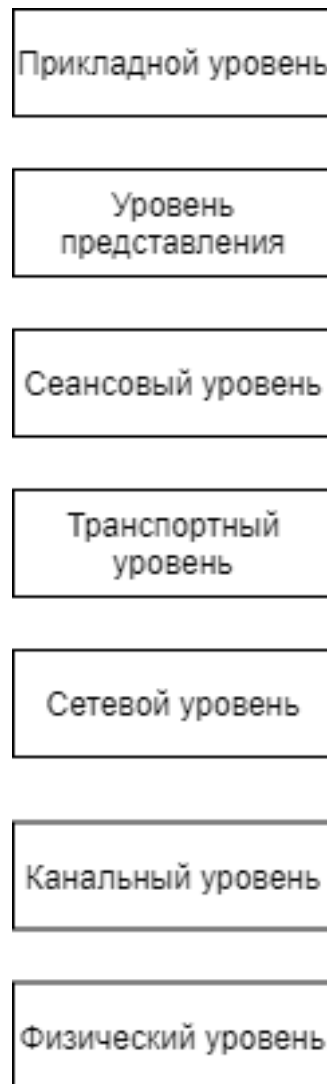 Прикладной уровень
Уровень
представления
Сеансовый уровень
Транспортный
уровень
Сетевой уровень
Канальный уровень
Физический уровень